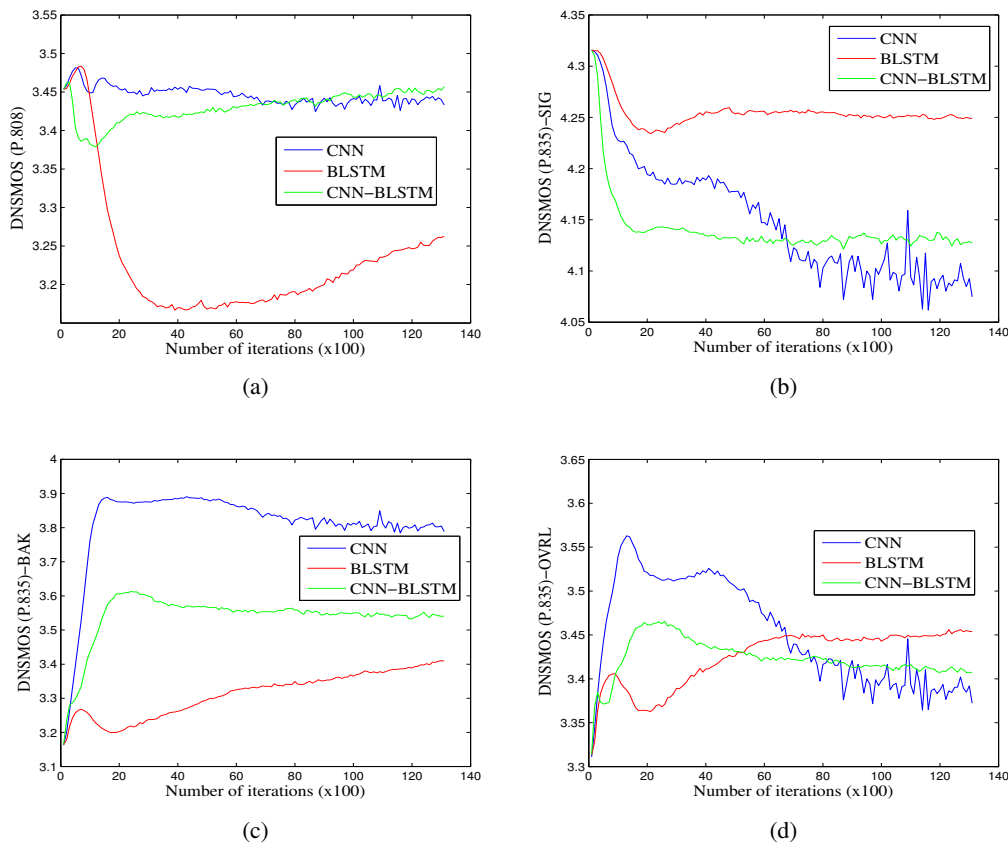 3.55
3.5
3.45
3.4
3.35
3.3
3.25
3.2
DNSMOS (P.808)
CNN
BLSTM
CNN−BLSTM
0 20 40 60 80 100 120 140
Number of iterations (x100)
(a)
4.35
4.3
4.25
4.2
4.15
4.1
4.05
DNSMOS (P.835)−SIG
CNN
BLSTM
CNN−BLSTM
0 20 40 60 80 100 120 140
Number of iterations (x100)
(b)
4
3.9
3.8
3.7
3.6
3.5
3.4
3.3
3.2
3.1
DNSMOS (P.835)−BAK
CNN
BLSTM
CNN−BLSTM
0 20 40 60 80 100 120 140
Number of iterations (x100)
(c)
3.65
3.6
3.55
3.5
3.45
3.4
3.35
3.3
DNSMOS (P.835)−OVRL
CNN
BLSTM
CNN−BLSTM
0 20 40 60 80 100 120 140
Number of iterations (x100)
(d)